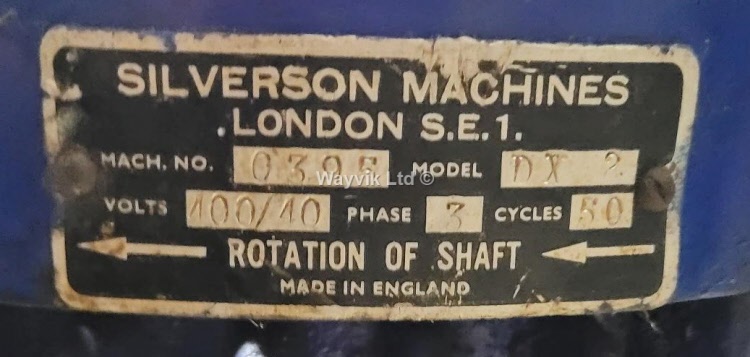 SILVERSON MACHINES
LONDON S.E.1.
MACH. NO. MODEL DX 2
Wayvik Ltd ©
VOLTS 400/40 PHASE 3 CYCLES 50
ROTATION OF SHAFT
MADE IN ENGLAND